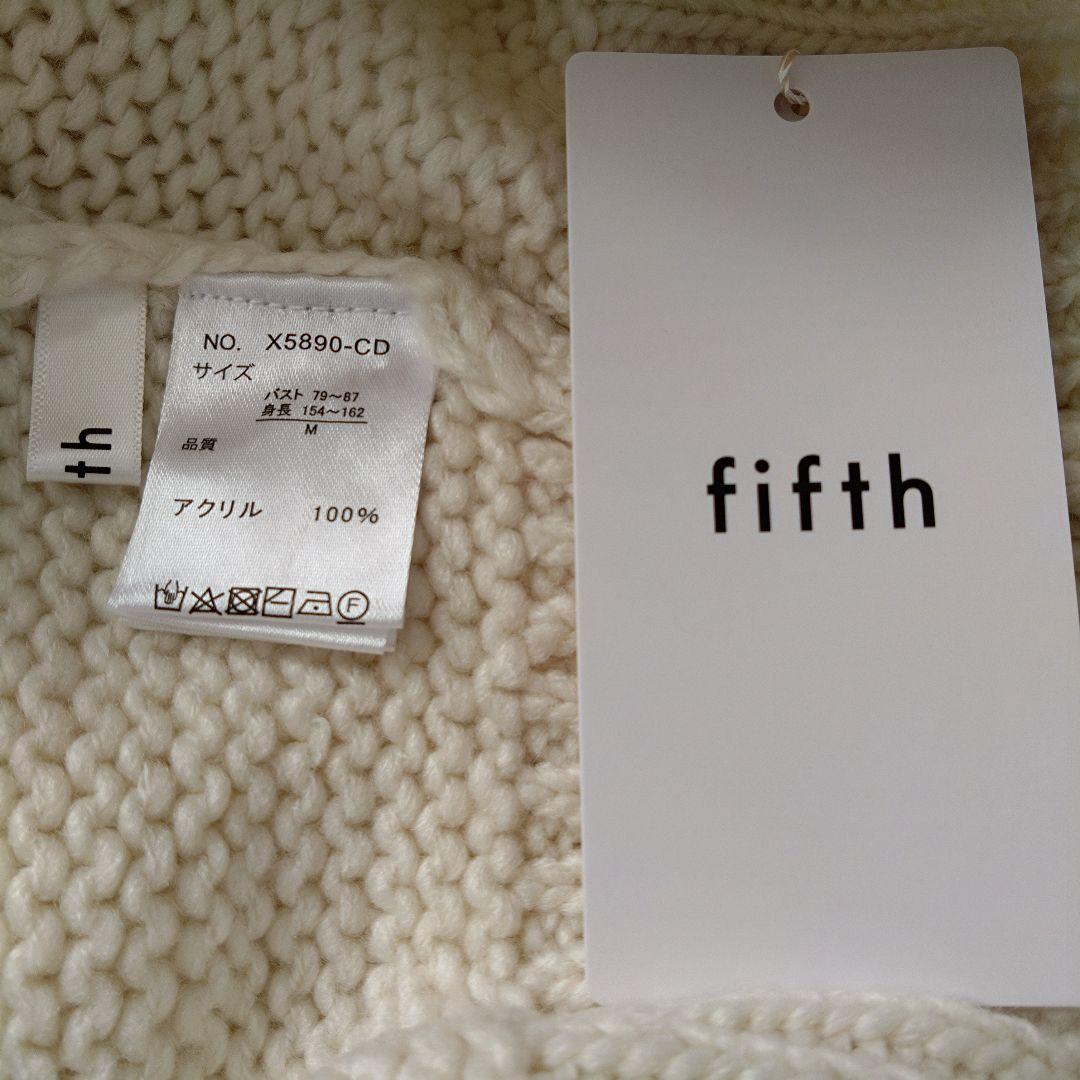 th
NO. X5890-CD
サイズ
バスト 79〜87
身長 154〜162
M
品質
アクリル 100%
F
fifth